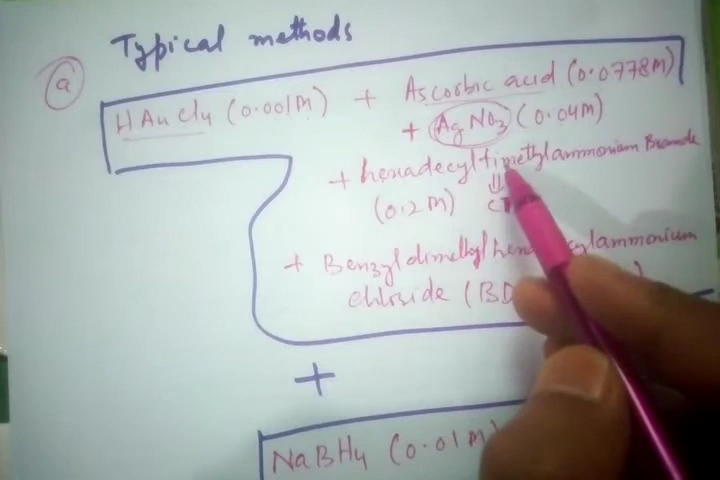 Typical methods
a
HAuCl4 (0.001M) + Ascorbic acid (0.0778M)
+ AgNO3 (0.04M)
+ hexadecyltrimethylammonium Bromide
(0.2M)
+ Benzyldimethyl
chloride (BD
+
NaBH4 (0.01M)